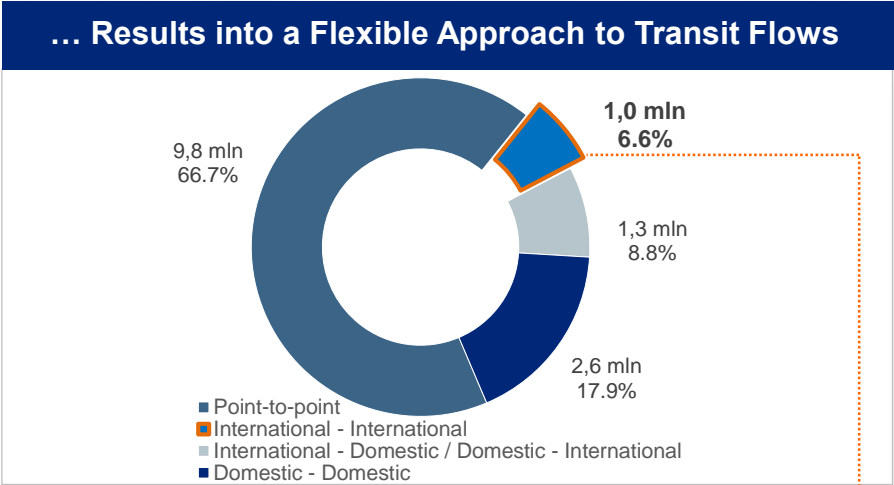 … Results into a Flexible Approach to Transit Flows
1,0 mln
6.6%
9,8 mln
66.7%
1,3 mln
8.8%
2,6 mln
17.9%
Point-to-point
International - International
International - Domestic / Domestic - International
Domestic - Domestic